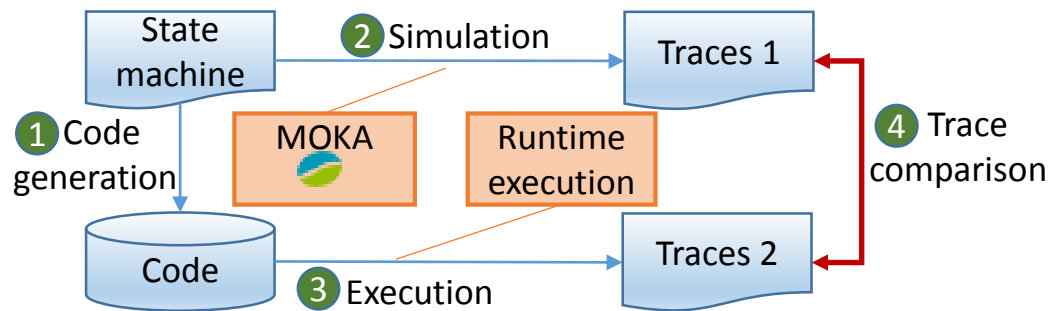 State
machine
2 Simulation
Traces 1
1 Code
generation
MOKA
Runtime
execution
4 Trace
comparison
Code
3 Execution
Traces 2